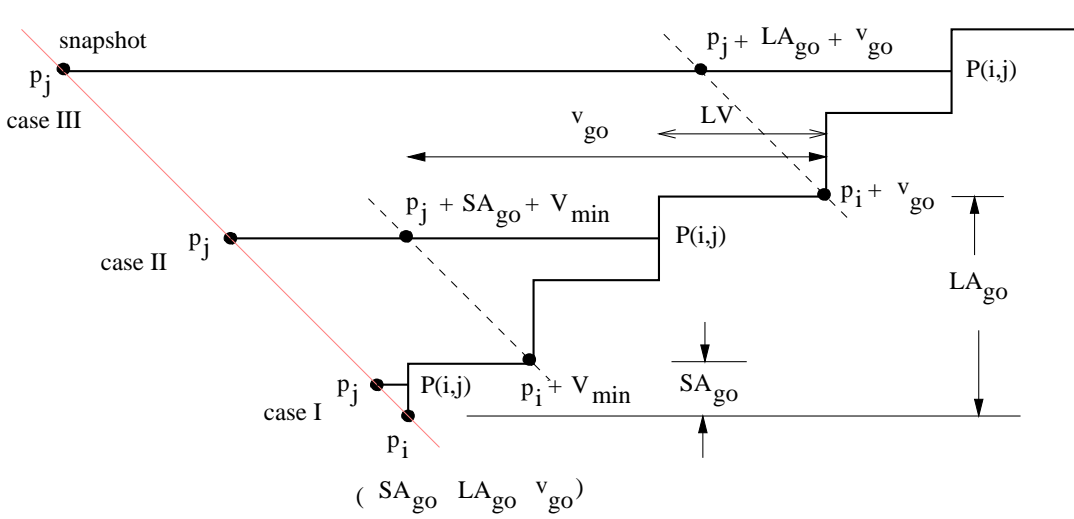 snapshot
p_j + LA_go + v_go
p_j
P(i,j)
case III
v_go
LV
p_i + v_go
p_j + SA_go + V_min
p_j
P(i,j)
case II
LA_go
p_j
P(i,j)
p_i + V_min
SA_go
case I
p_i
( SA_go LA_go v_go )